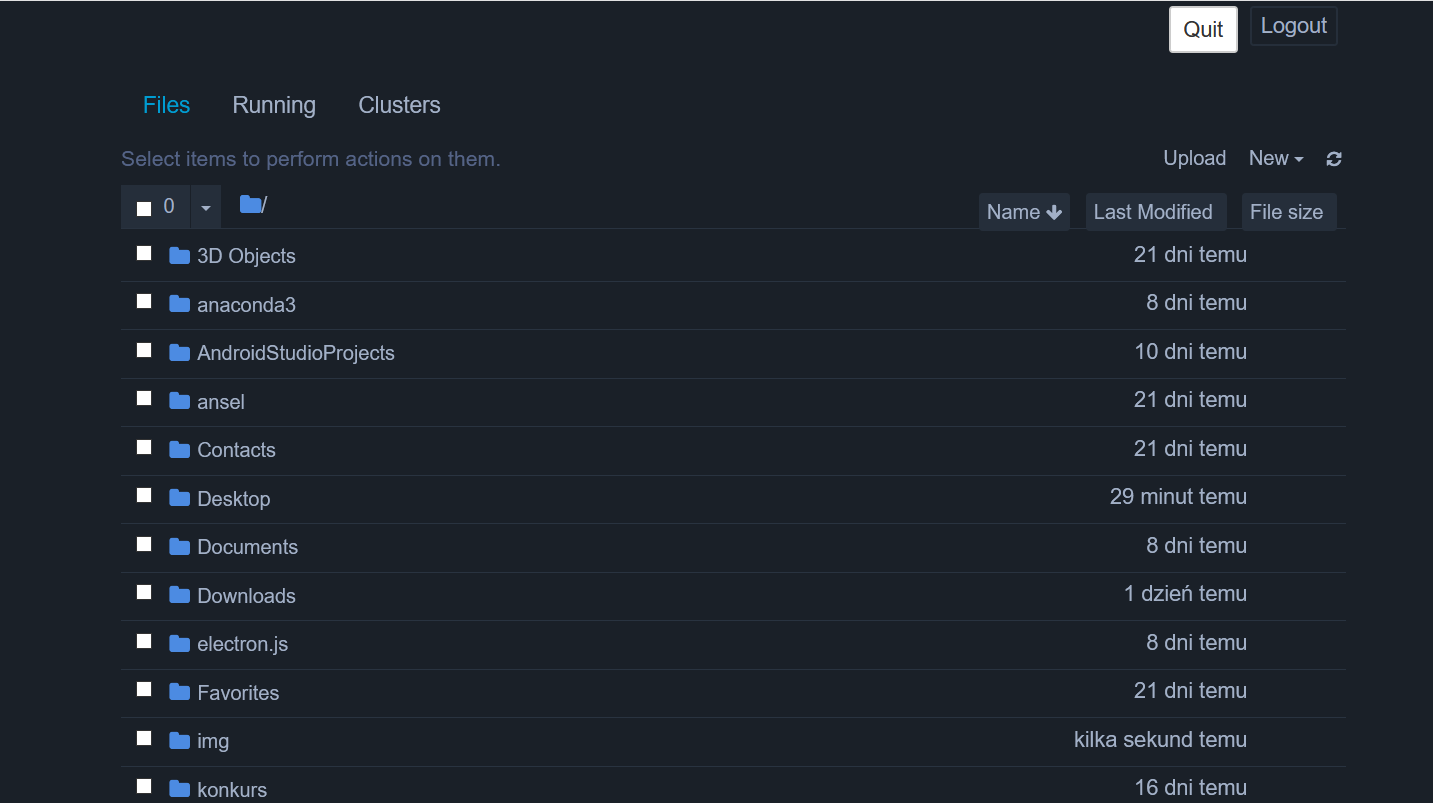 Quit Logout
Files Running Clusters
Select items to perform actions on them. Upload New
0 / Name Last Modified File size
3D Objects 21 dni temu
anaconda3 8 dni temu
AndroidStudioProjects 10 dni temu
ansel 21 dni temu
Contacts 21 dni temu
Desktop 29 minut temu
Documents 8 dni temu
Downloads 1 dzień temu
electron.js 8 dni temu
Favorites 21 dni temu
img kilka sekund temu
konkurs 16 dni temu